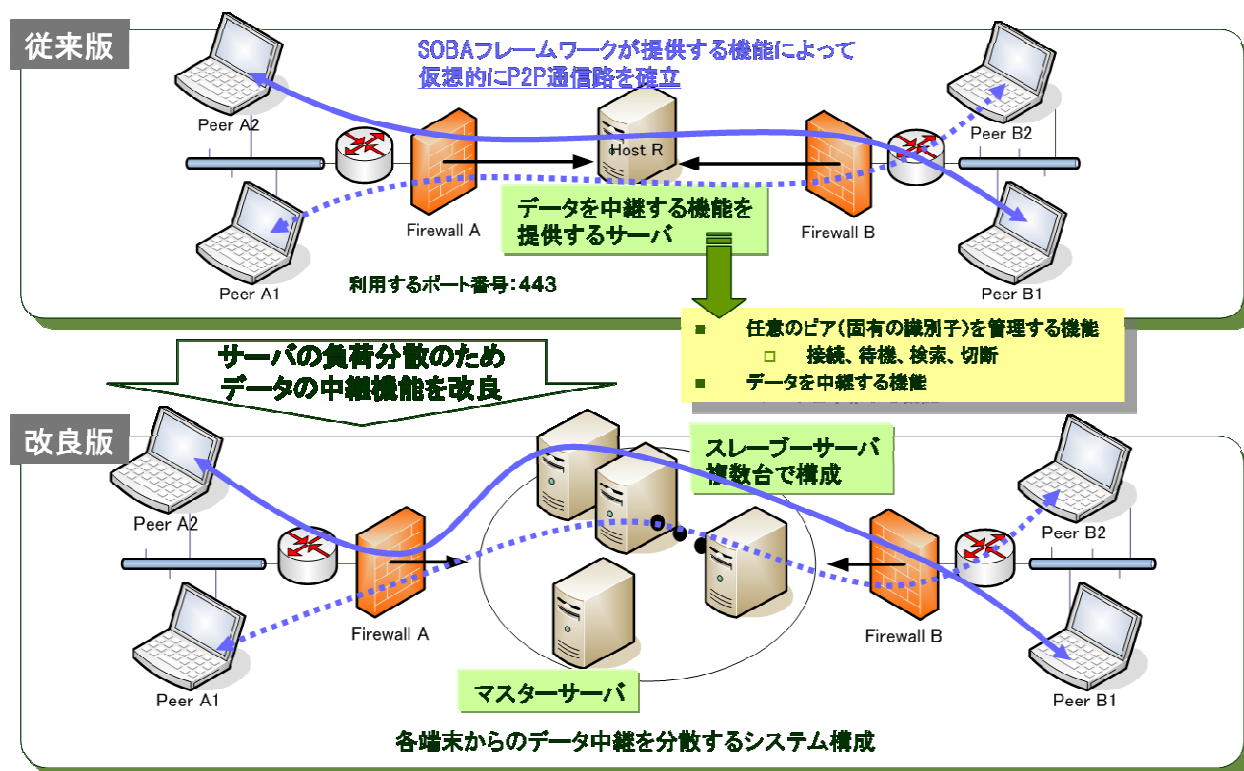 従来版
SOBAフレームワークが提供する機能によって
仮想的にP2P通信路を確立
Peer A2
Host R
Peer B2
データを中継する機能を
提供するサーバ
Firewall A
Firewall B
Peer A1
利用するポート番号：443
Peer B1
■ 任意のピア（固有の識別子）を管理する機能
□ 接続、待機、検索、切断
■ データを中継する機能
サーバの負荷分散のため
データの中継機能を改良
改良版
スレーブーサーバ
複数台で構成
Peer A2
Peer B2
Firewall A
Firewall B
マスターサーバ
Peer A1
Peer B1
各端末からのデータ中継を分散するシステム構成